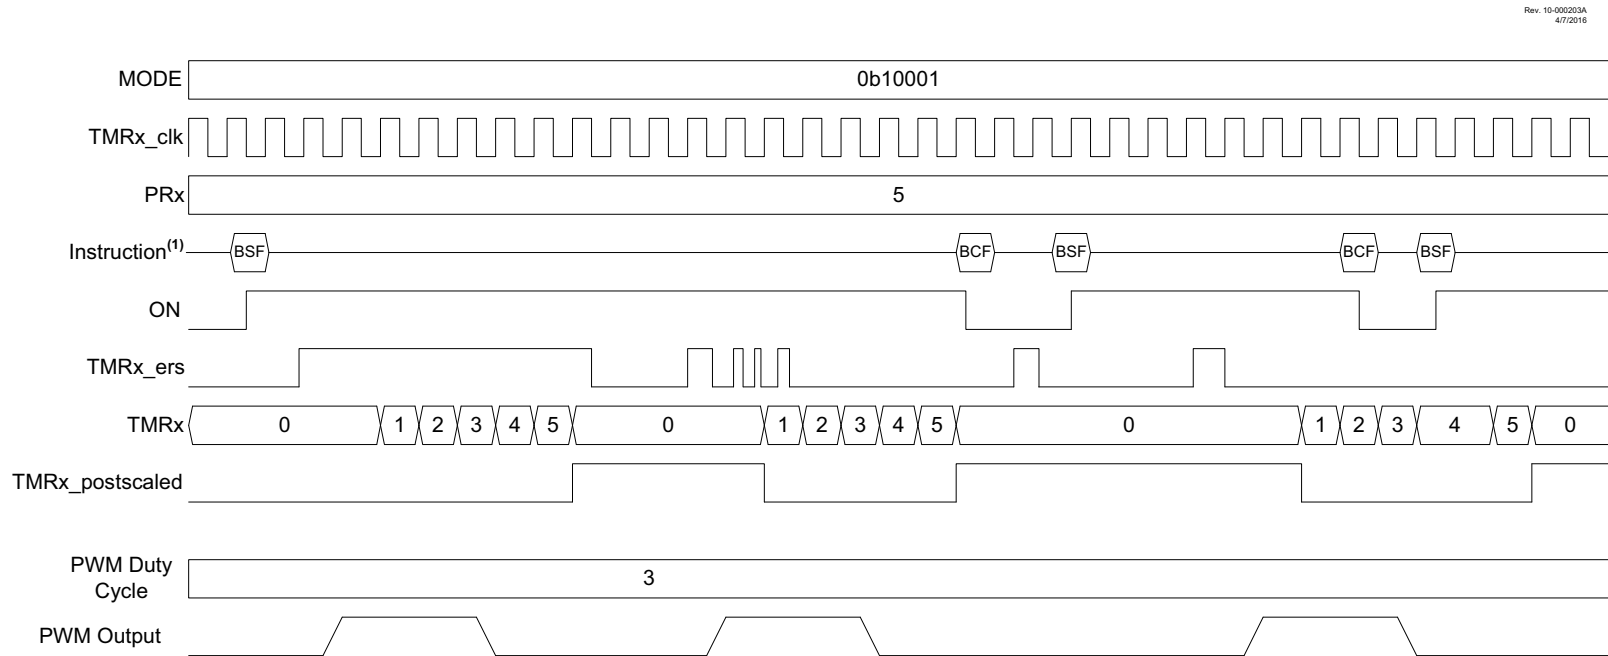 Rev. 10-000203A
4/7/2016
MODE 0b10001
TMRx_clk
PRx 5
Instruction(1) BSF BCF BSF BCF BSF
ON
TMRx_ers
TMRx 0 1 2 3 4 5 0 1 2 3 4 5 0 1 2 3 4 5 0
TMRx_postscaled
PWM Duty
Cycle 3
PWM Output